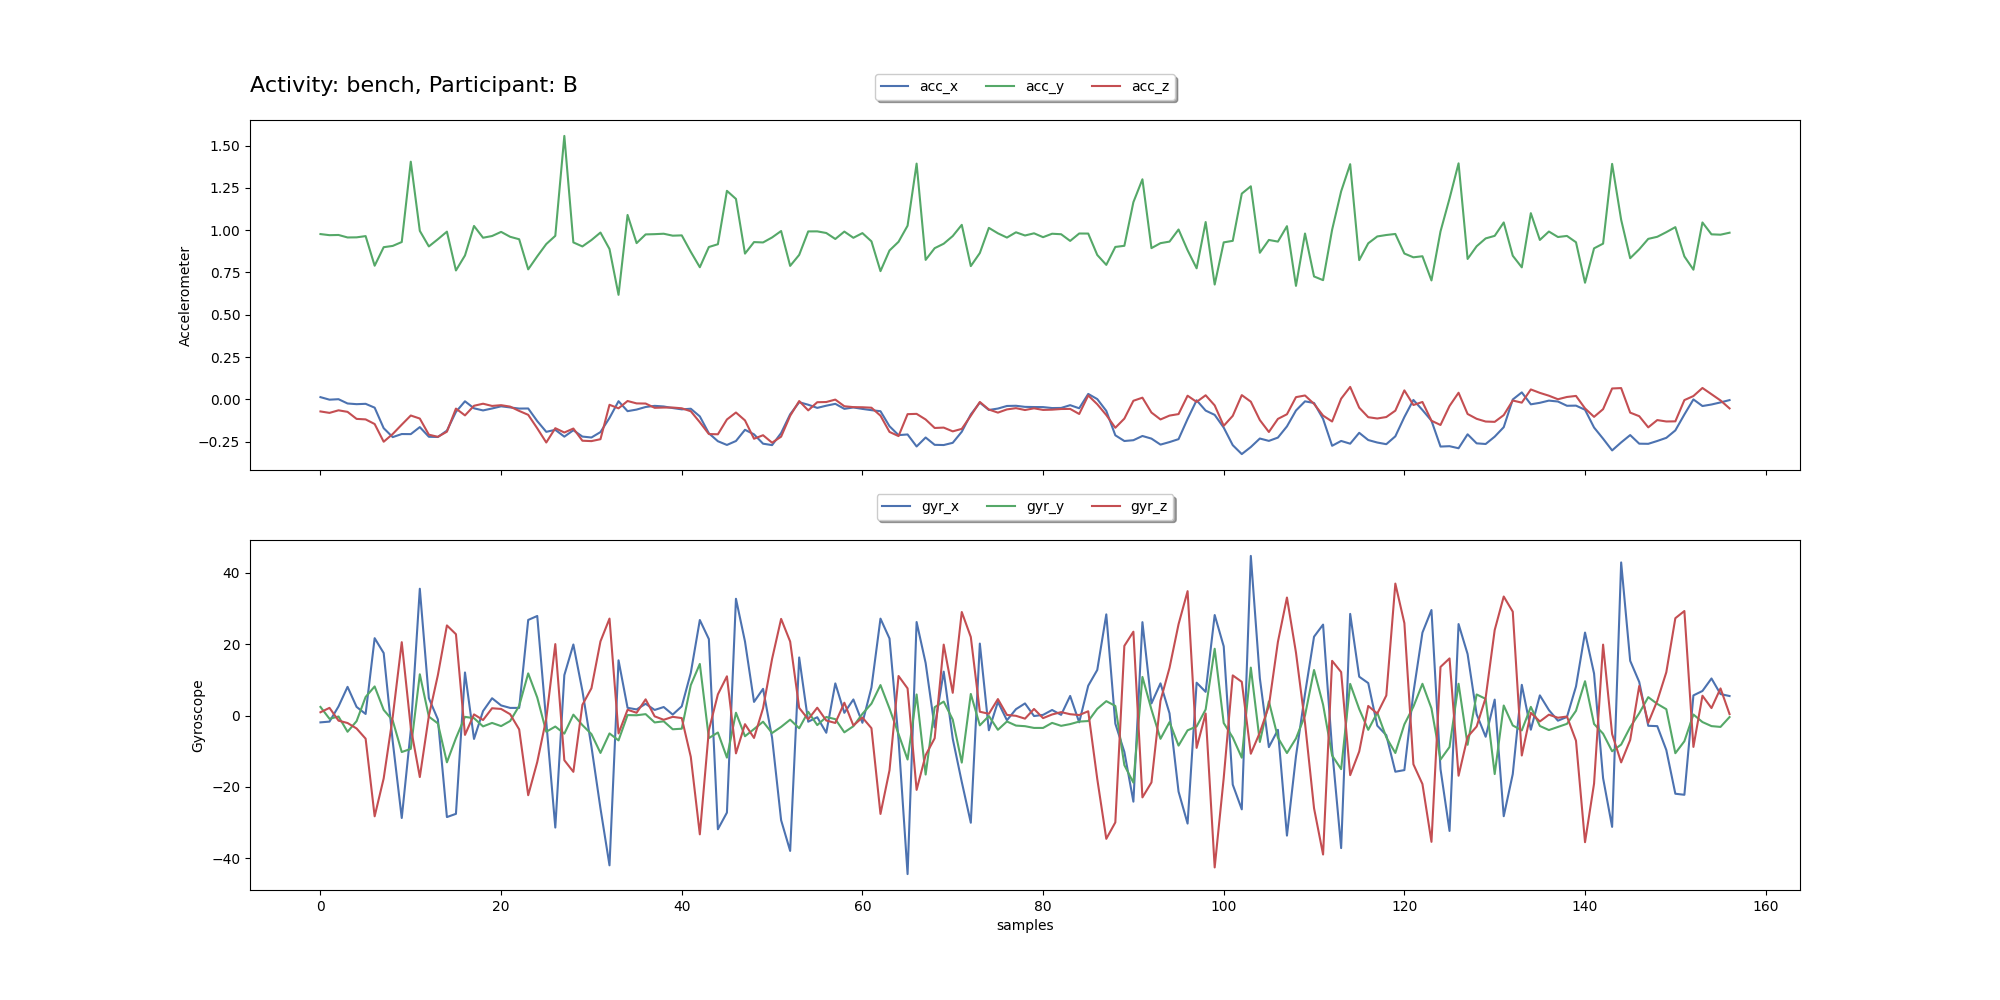 Activity: bench, Participant: B
acc_x acc_y acc_z
1.50
1.25
1.00
0.75
0.50
0.25
0.00
−0.25
Accelerometer
gyr_x gyr_y gyr_z
40
20
0
−20
−40
Gyroscope
0 20 40 60 80 100 120 140 160
samples